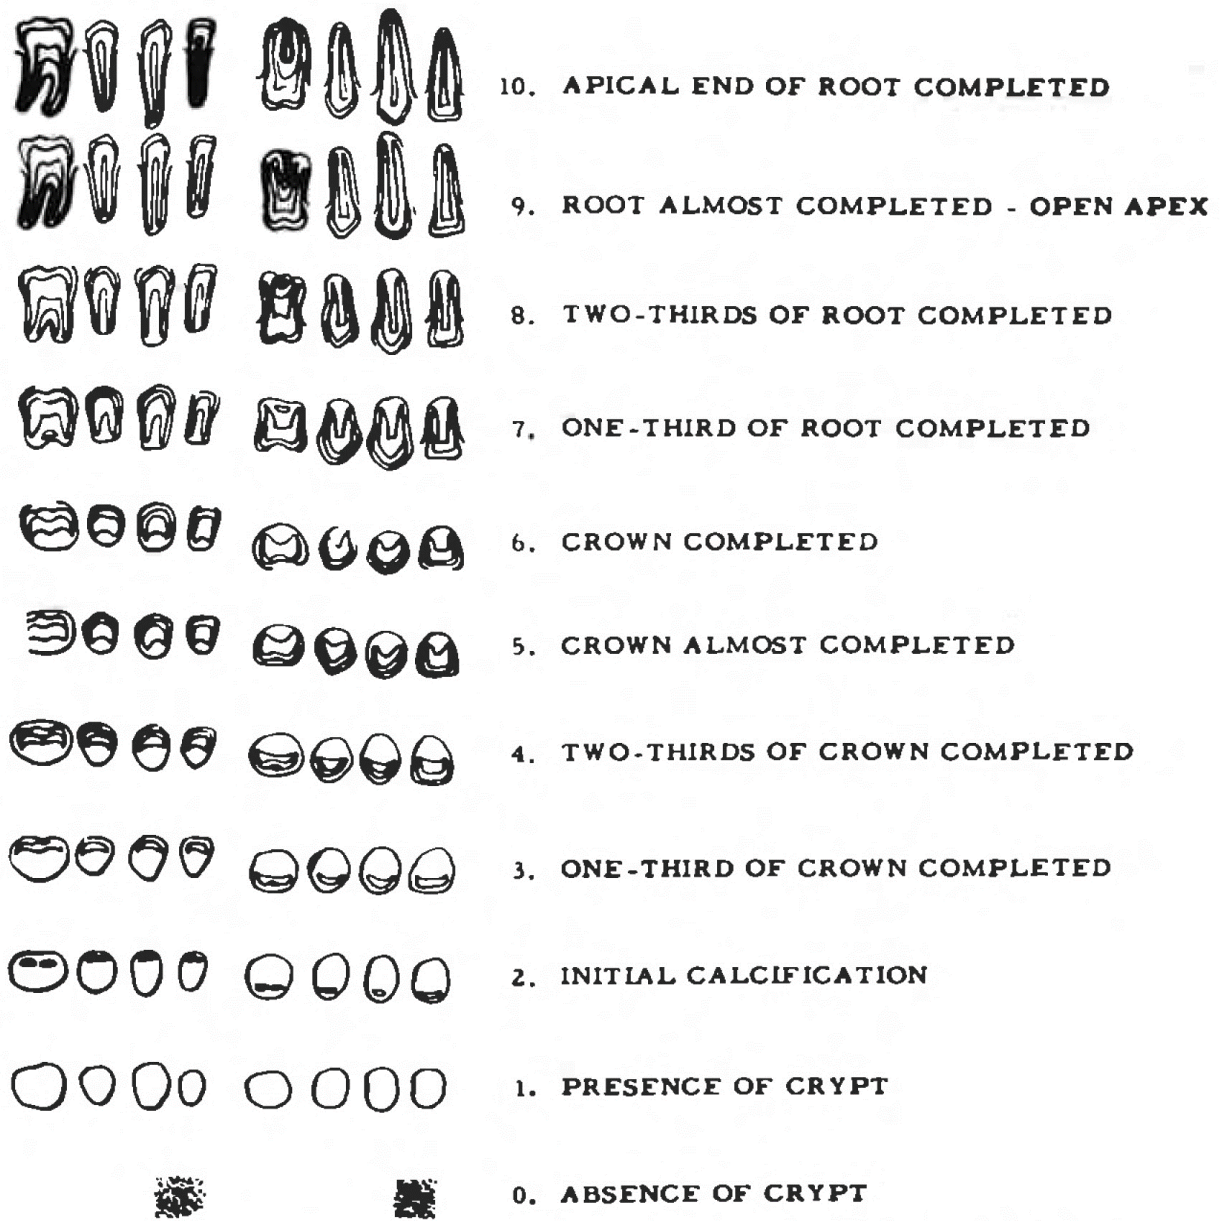 10. APICAL END OF ROOT COMPLETED
9. ROOT ALMOST COMPLETED - OPEN APEX
8. TWO-THIRDS OF ROOT COMPLETED
7. ONE-THIRD OF ROOT COMPLETED
6. CROWN COMPLETED
5. CROWN ALMOST COMPLETED
4. TWO-THIRDS OF CROWN COMPLETED
3. ONE-THIRD OF CROWN COMPLETED
2. INITIAL CALCIFICATION
1. PRESENCE OF CRYPT
0. ABSENCE OF CRYPT